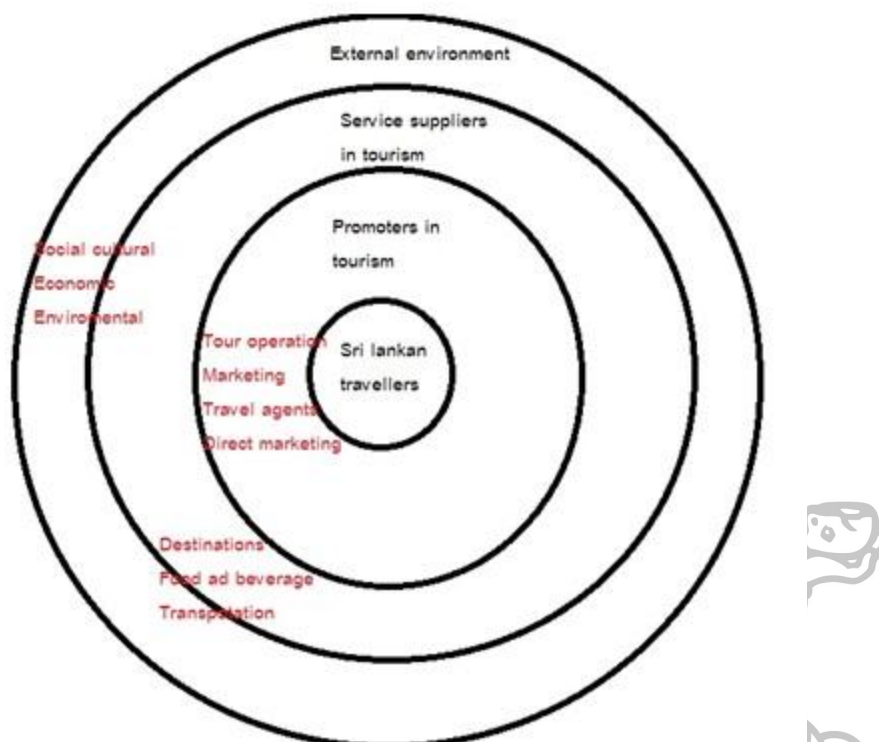 External environment
Service suppliers
in tourism
Promoters in
tourism
Social cultural
Economic
Enviromental
Tour operation
Marketing
Travel agents
Direct marketing
Sri lankan
travellers
Destinations
Food ad beverage
Transpotation